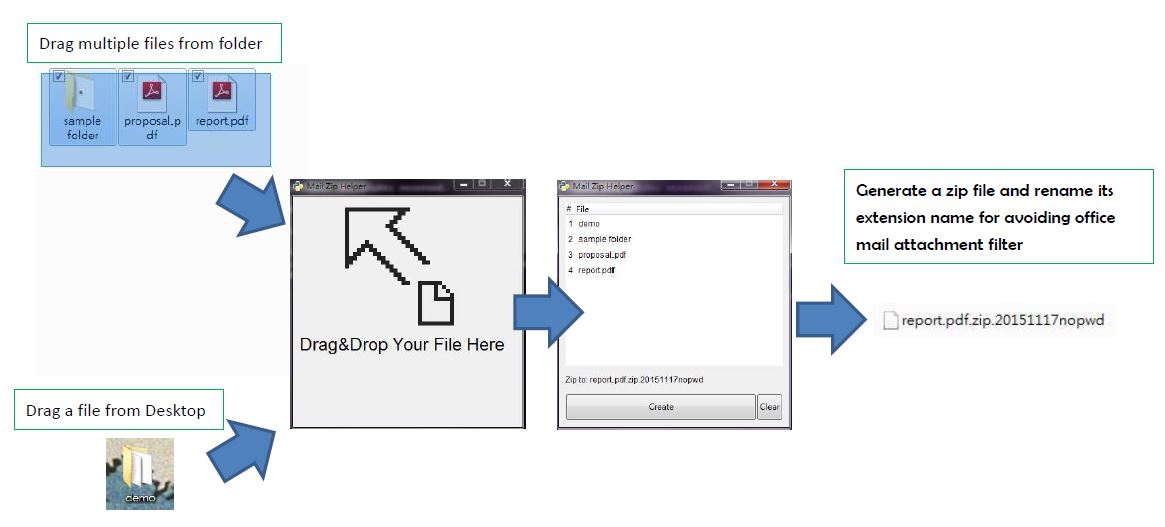 Drag multiple files from folder
sample
folder
proposal.p
df
report.pdf
Mail Zip Helper
Drag&Drop Your File Here
Mail Zip Helper
# File
1 demo
2 sample folder
3 proposal.pdf
4 report.pdf
Zip to: report.pdf.zip.20151117nopwd
Create
Clear
Generate a zip file and rename its
extension name for avoiding office
mail attachment filter
report.pdf.zip.20151117nopwd
Drag a file from Desktop
demo